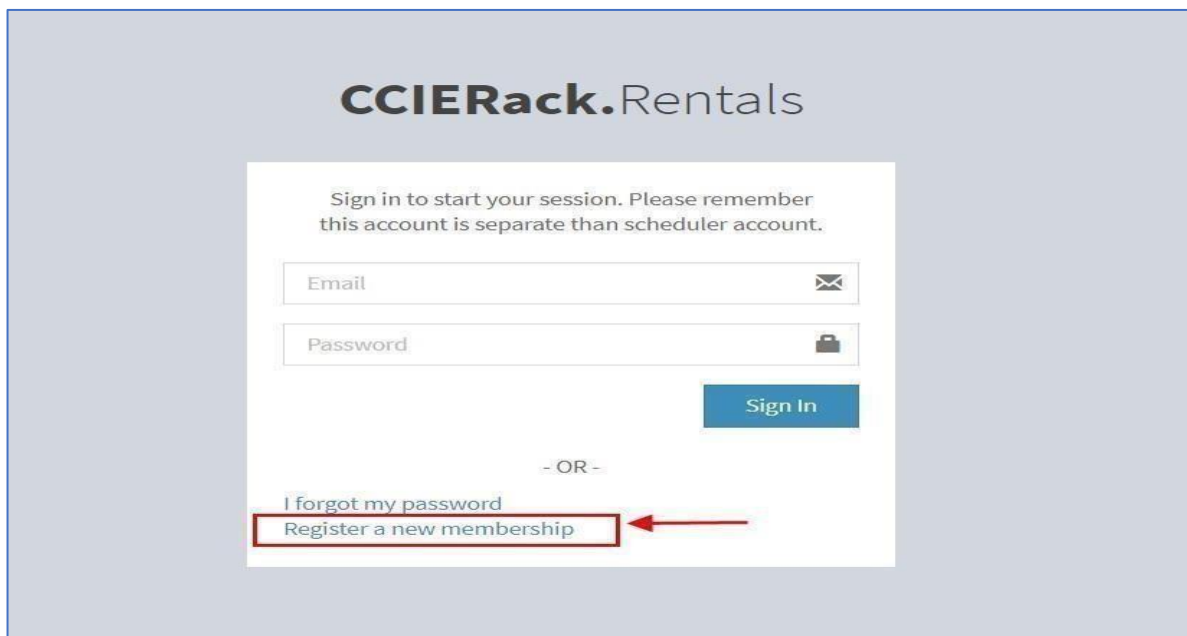 CCIERack.Rentals
Sign in to start your session. Please remember
this account is separate than scheduler account.
Email
Password
Sign In
- OR -
I forgot my password
Register a new membership